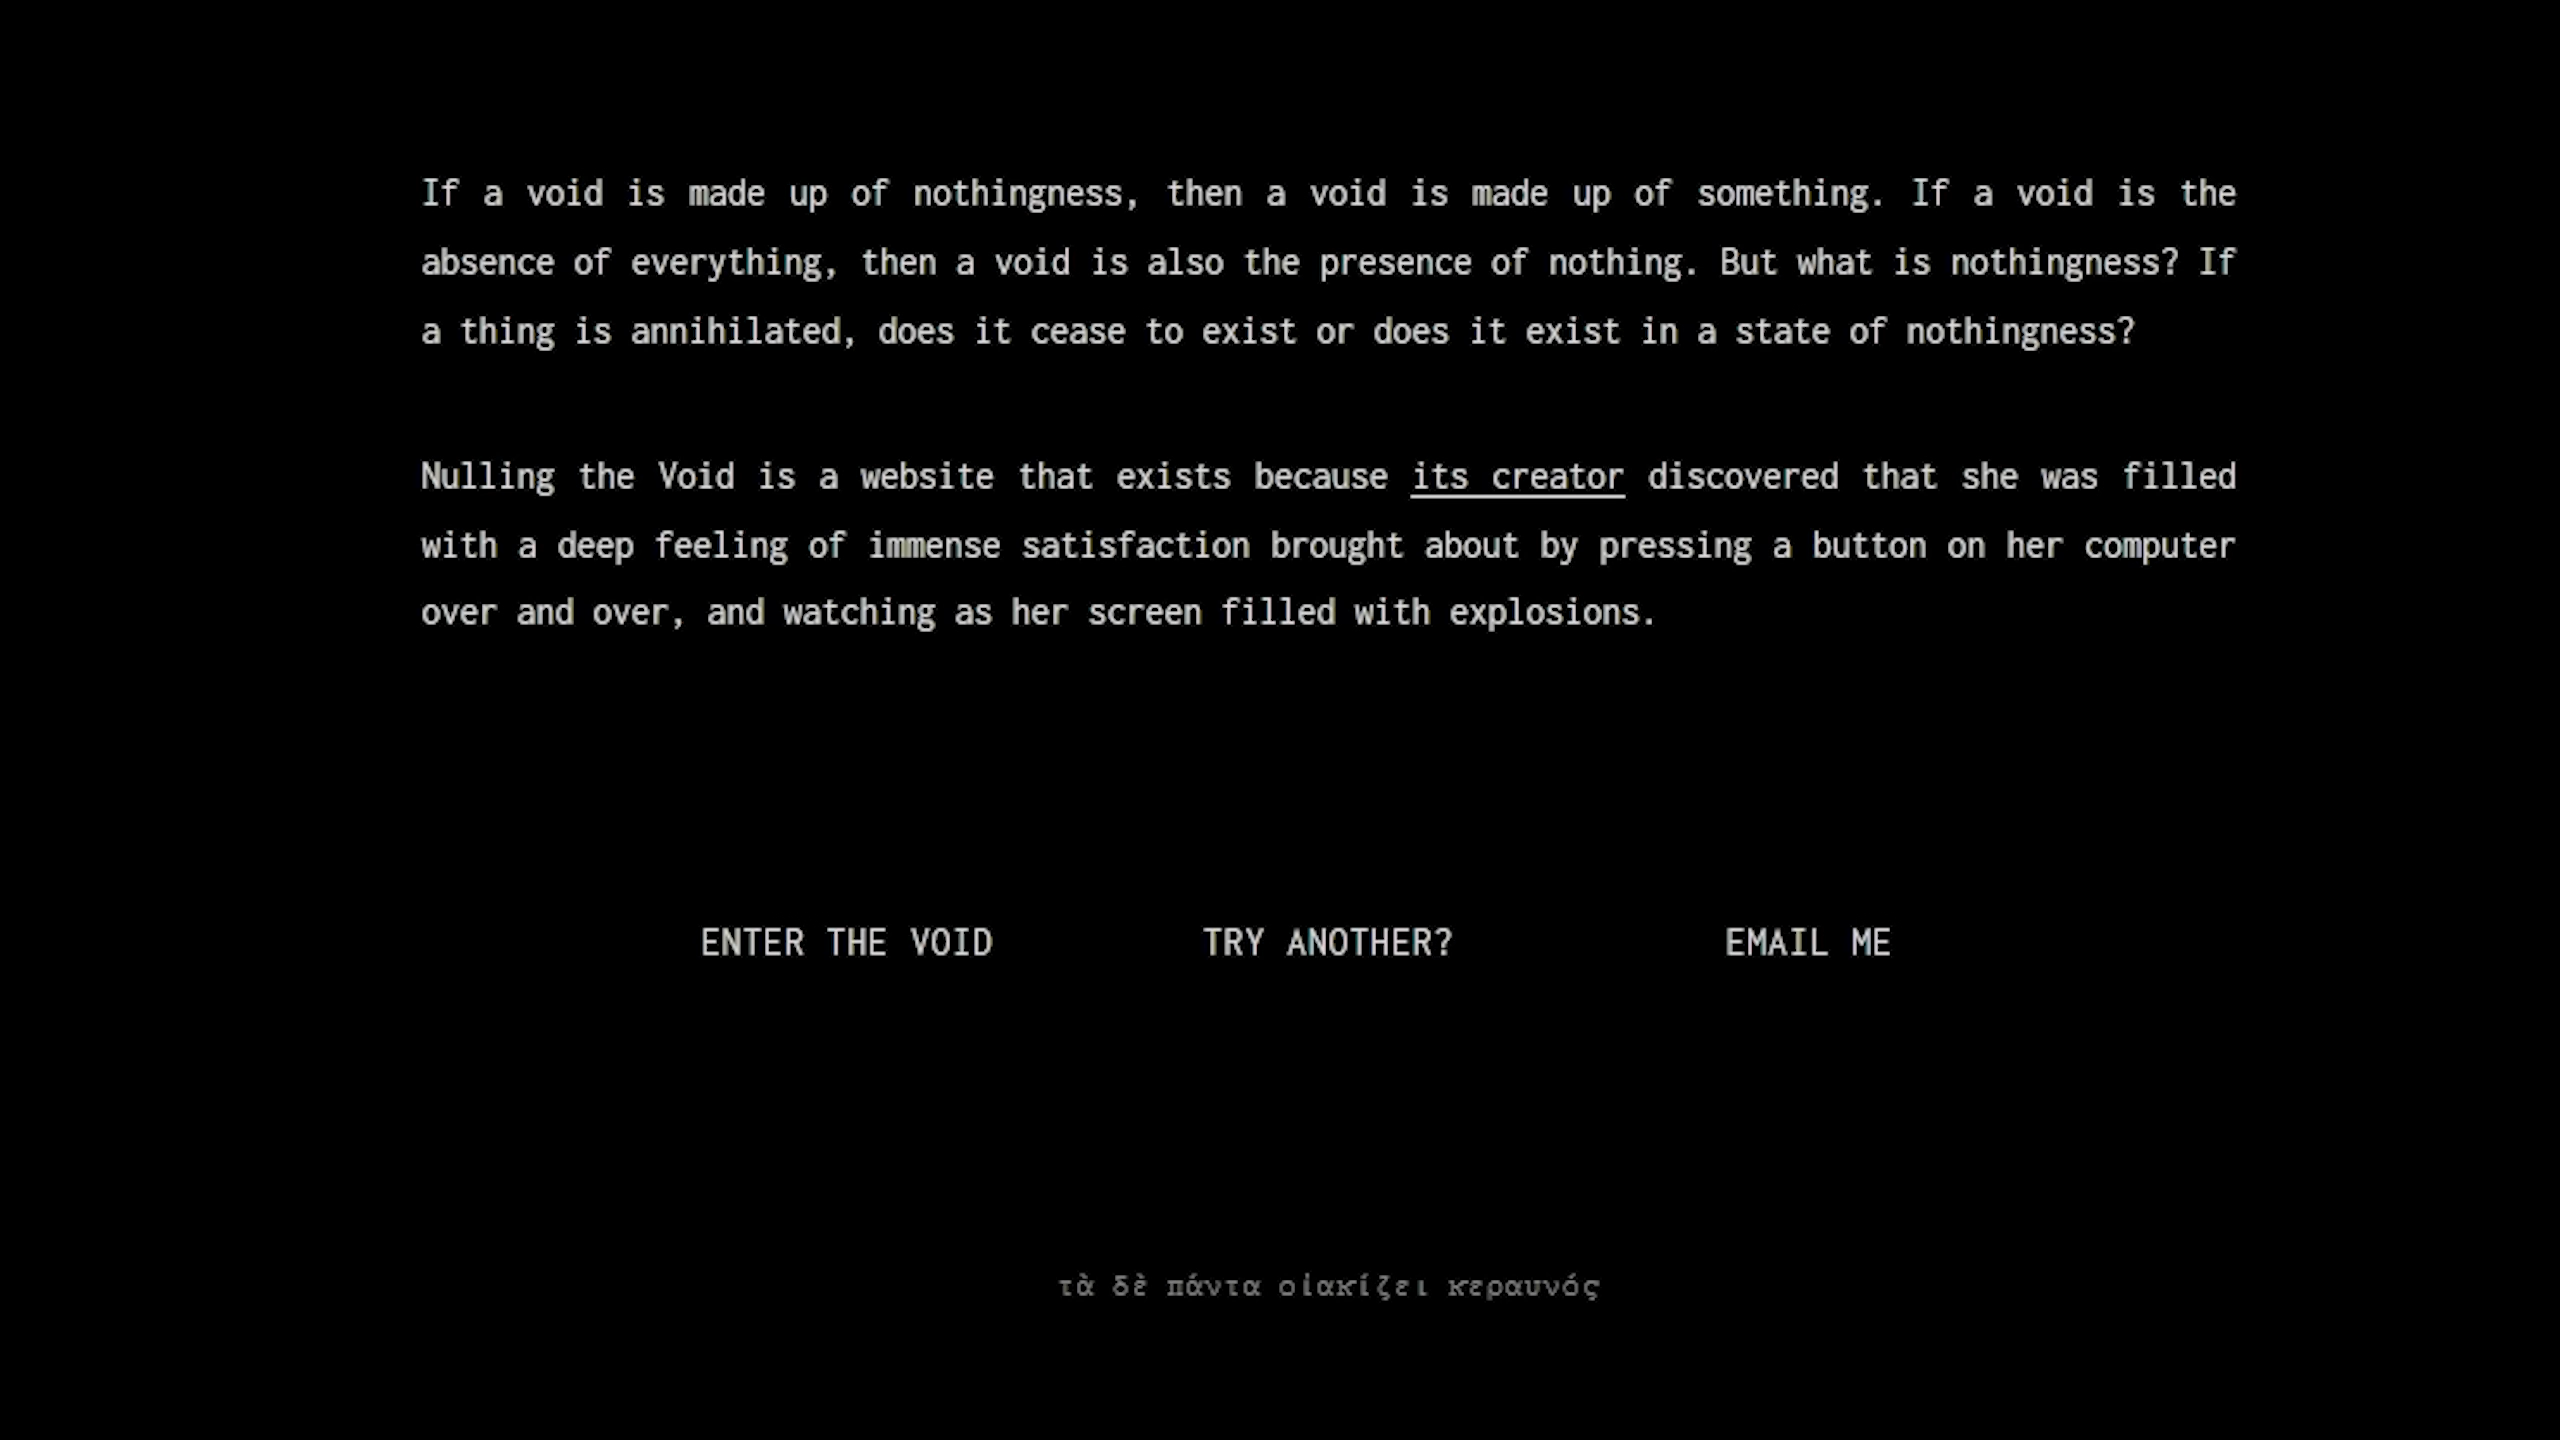 If a void is made up of nothingness, then a void is made up of something. If a void is the
absence of everything, then a void is also the presence of nothing. But what is nothingness? If
a thing is annihilated, does it cease to exist or does it exist in a state of nothingness?
Nulling the Void is a website that exists because its creator discovered that she was filled
with a deep feeling of immense satisfaction brought about by pressing a button on her computer
over and over, and watching as her screen filled with explosions.
ENTER THE VOID TRY ANOTHER? EMAIL ME
τὰ δὲ πάντα οἰακίζει κεραυνός